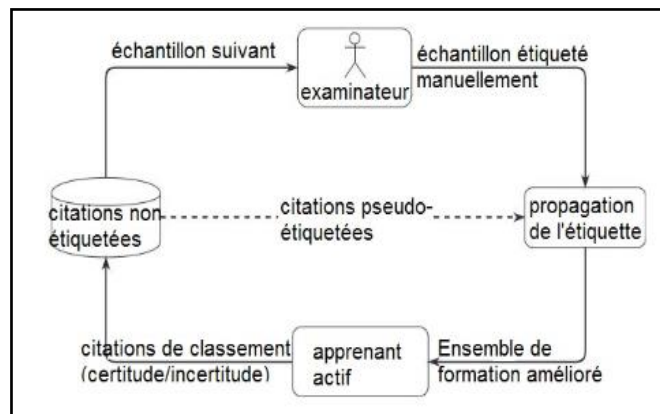 échantillon suivant
examinateur
échantillon étiqueté
manuellement
citations non
étiquetées
citations pseudo-
étiquetées
propagation
de l'étiquette
citations de classement
(certitude/incertitude)
apprenant
actif
Ensemble de
formation amélioré